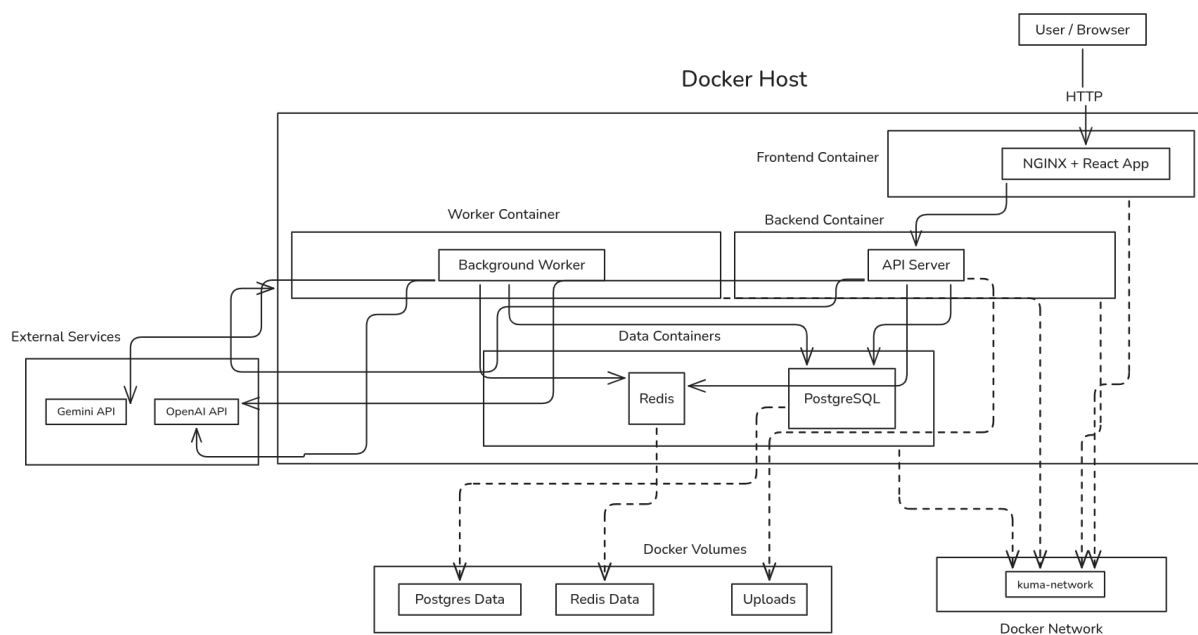 User / Browser
Docker Host
HTTP
Frontend Container
NGINX + React App
Worker Container
Backend Container
Background Worker
API Server
External Services
Data Containers
Gemini API
OpenAI API
Redis
PostgreSQL
Docker Volumes
Postgres Data
Redis Data
Uploads
kuma-network
Docker Network